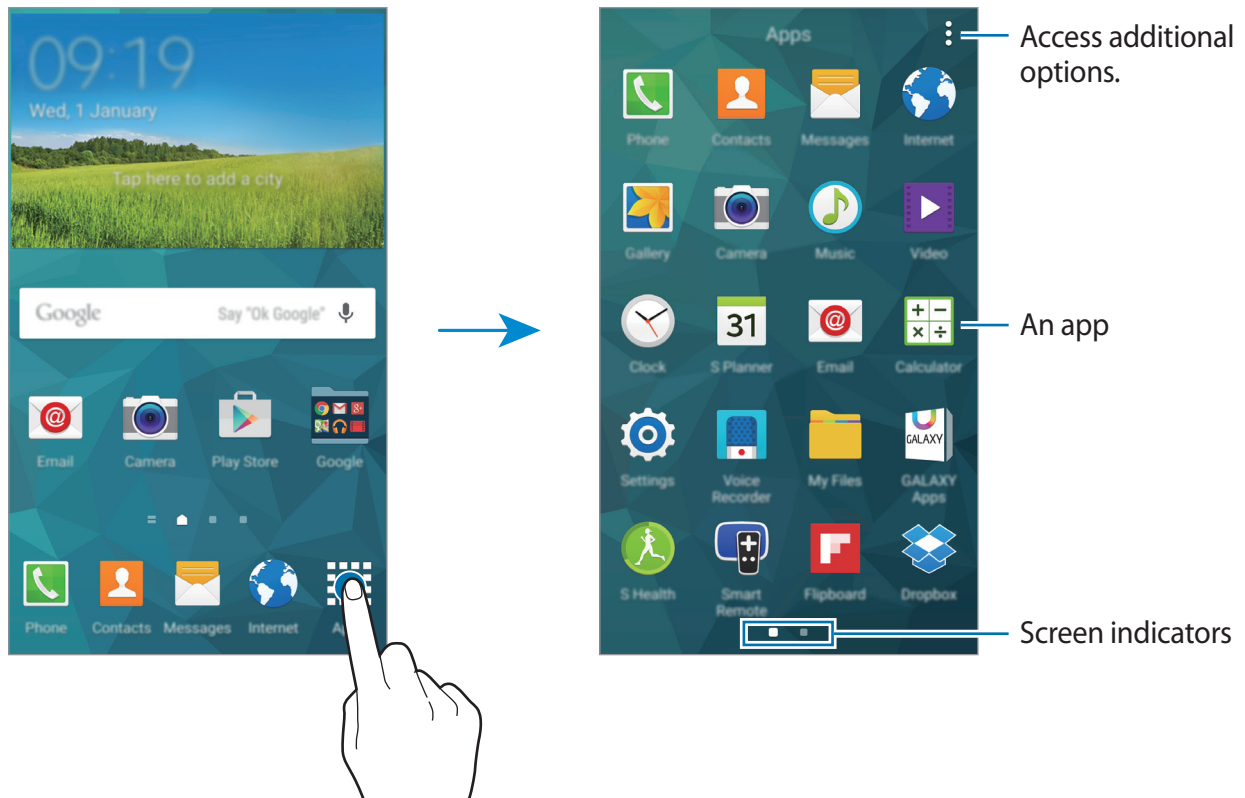 09:19
Wed, 1 January
Tap here to add a city
Google
Say "Ok Google"
Email
Camera
Play Store
Google
Phone
Contacts
Messages
Internet
Apps
Access additional
options.
Phone
Contacts
Messages
Internet
Gallery
Camera
Music
Video
31
Clock
S Planner
Email
Calculator
An app
GALAXY
Settings
Voice
Recorder
My Files
GALAXY
Apps
S Health
Smart
Remote
Flipboard
Dropbox
Screen indicators